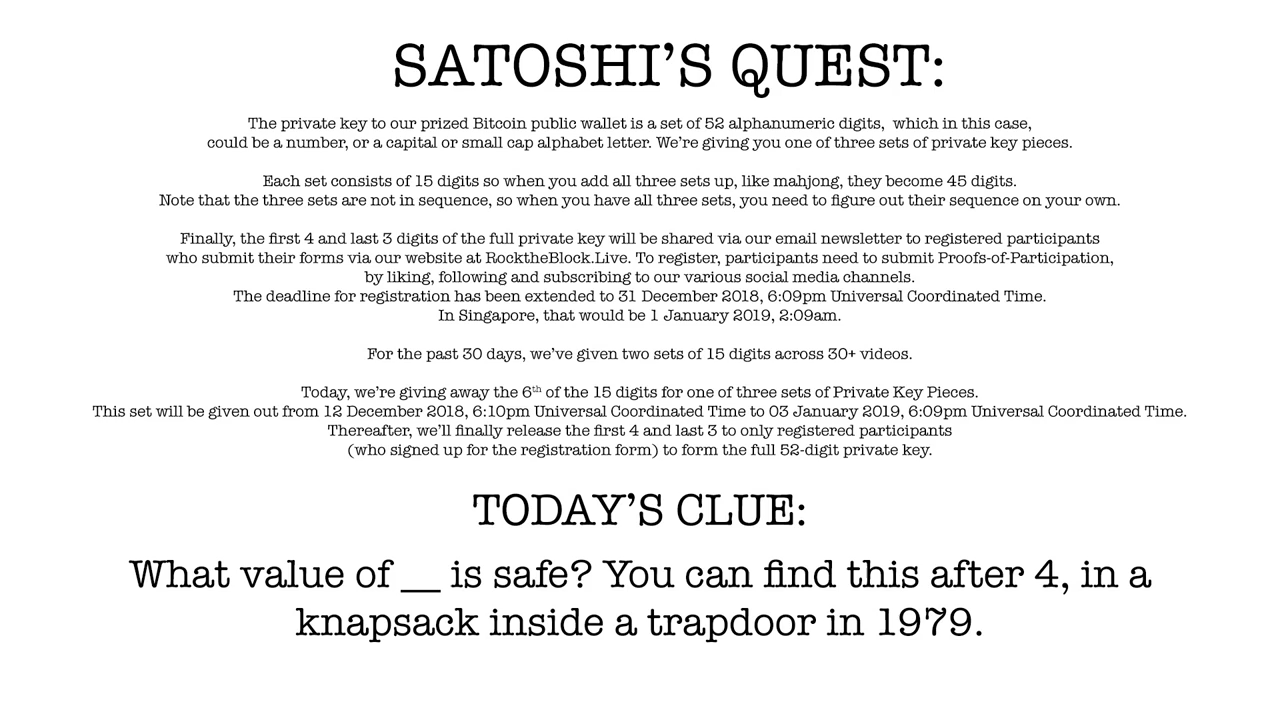 SATOSHI'S QUEST:
The private key to our prized Bitcoin public wallet is a set of 52 alphanumeric digits,  which in this case,
could be a number, or a capital or small cap alphabet letter. We're giving you one of three sets of private key pieces.
Each set consists of 15 digits so when you add all three sets up, like mahjong, they become 45 digits.
Note that the three sets are not in sequence, so when you have all three sets, you need to figure out their sequence on your own.
Finally, the first 4 and last 3 digits of the full private key will be shared via our email newsletter to registered participants
who submit their forms via our website at RocktheBlock.Live. To register, participants need to submit Proofs-of-Participation,
by liking, following and subscribing to our various social media channels.
The deadline for registration has been extended to 31 December 2018, 6:09pm Universal Coordinated Time.
In Singapore, that would be 1 January 2019, 2:09am.
For the past 30 days, we've given two sets of 15 digits across 30+ videos.
Today, we're giving away the 6th of the 15 digits for one of three sets of Private Key Pieces.
This set will be given out from 12 December 2018, 6:10pm Universal Coordinated Time to 03 January 2019, 6:09pm Universal Coordinated Time.
Thereafter, we'll finally release the first 4 and last 3 to only registered participants
(who signed up for the registration form) to form the full 52-digit private key.
TODAY'S CLUE:
What value of __ is safe? You can find this after 4, in a
knapsack inside a trapdoor in 1979.